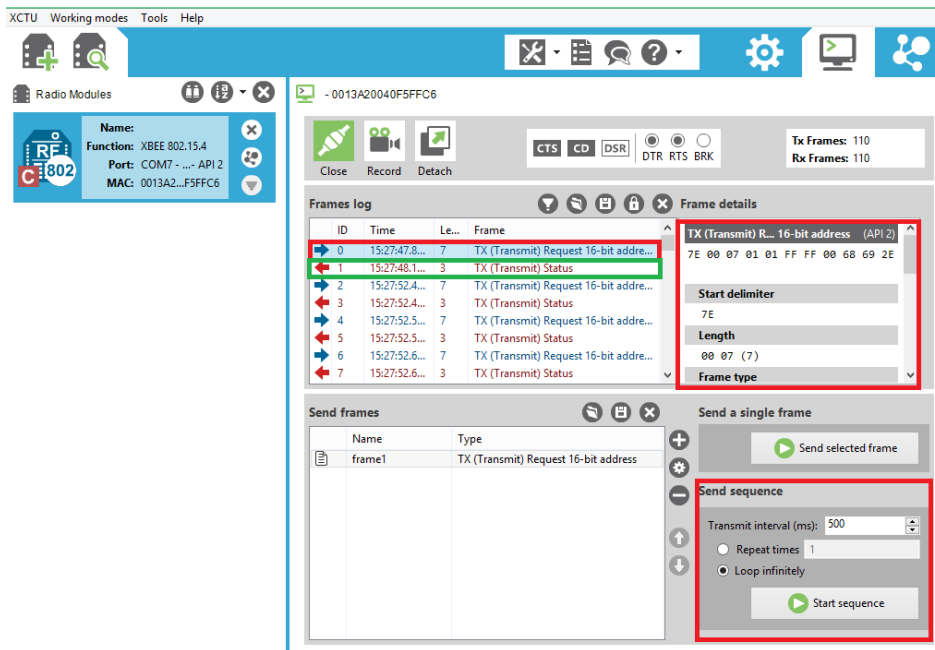 XCTU Working modes Tools Help
Radio Modules
Name:
Function: XBEE 802.15.4
Port: COM7 - ...- API 2
MAC: 0013A2...F5FFC6
RF
C 802
- 0013A20040F5FFC6
Close Record Detach
CTS CD DSR DTR RTS BRK
Tx Frames: 110
Rx Frames: 110
Frames log
ID Time Le... Frame
0 15:27:47.8... 7 TX (Transmit) Request 16-bit addre...
1 15:27:48.1... 3 TX (Transmit) Status
2 15:27:52.4... 7 TX (Transmit) Request 16-bit addre...
3 15:27:52.4... 3 TX (Transmit) Status
4 15:27:52.5... 7 TX (Transmit) Request 16-bit addre...
5 15:27:52.5... 3 TX (Transmit) Status
6 15:27:52.6... 7 TX (Transmit) Request 16-bit addre...
7 15:27:52.6... 3 TX (Transmit) Status
Frame details
TX (Transmit) R... 16-bit address (API 2)
7E 00 07 01 01 FF FF 00 68 69 2E
Start delimiter
7E
Length
00 07 (7)
Frame type
Send frames
Name Type
frame1 TX (Transmit) Request 16-bit address
Send a single frame
Send selected frame
Send sequence
Transmit interval (ms): 500
Repeat times 1
Loop infinitely
Start sequence